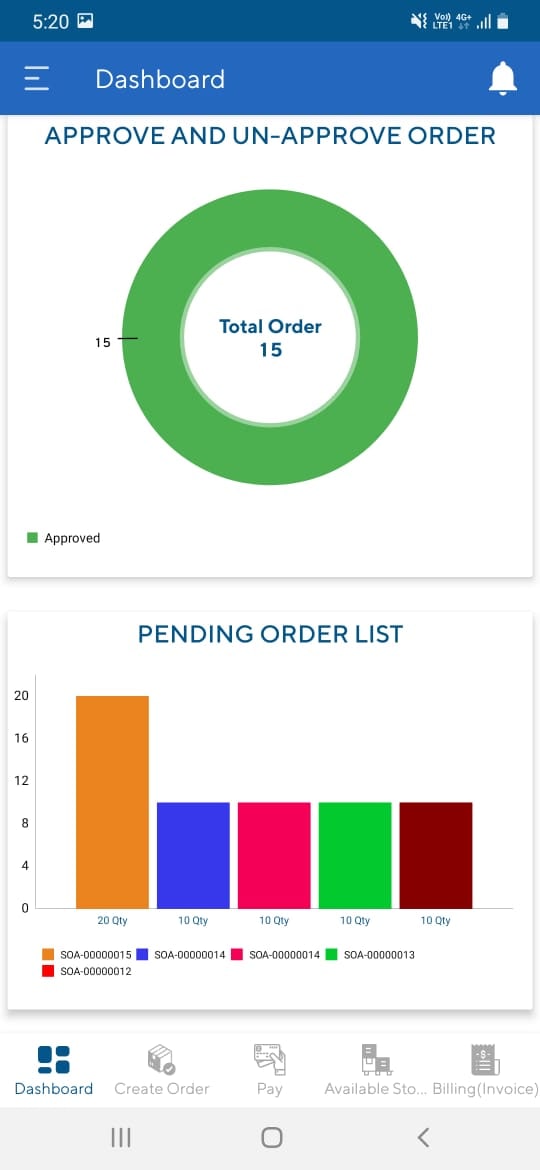 5:20
Vo)) 4G+
LTE1
Dashboard
APPROVE AND UN-APPROVE ORDER
Total Order
15
15
Approved
PENDING ORDER LIST
20
16
12
8
4
0
20 Qty 10 Qty 10 Qty 10 Qty 10 Qty
SOA-00000015 SOA-00000014 SOA-00000014 SOA-00000013
SOA-00000012
-$-
Dashboard Create Order Pay Available Sto... Billing(Invoice)